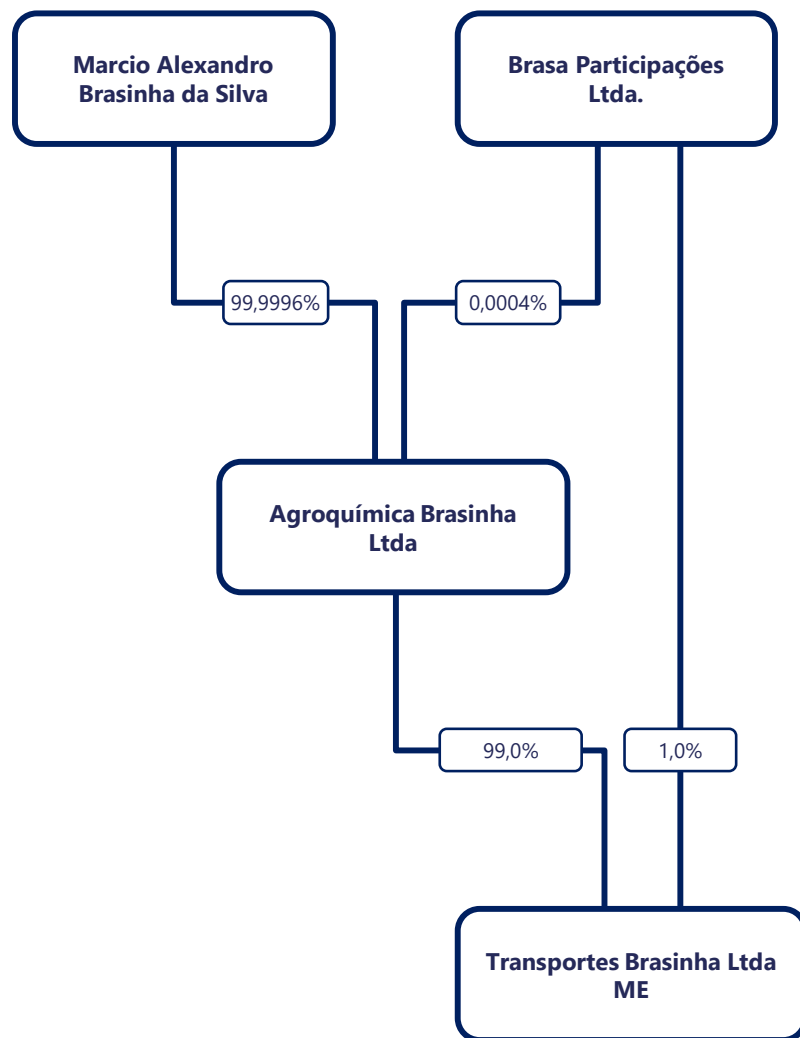 Marcio Alexandro
Brasinha da Silva
Brasa Participações
Ltda.
99,9996%
0,0004%
Agroquímica Brasinha
Ltda
99,0%
1,0%
Transportes Brasinha Ltda
ME